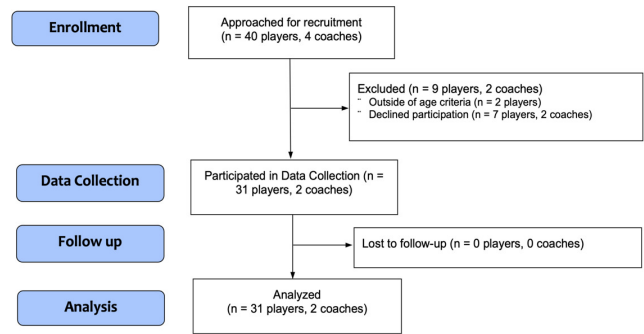 Enrollment
Approached for recruitment
(n = 40 players, 4 coaches)
Excluded (n = 9 players, 2 coaches)
¨ Outside of age criteria (n = 2 players)
¨ Declined participation (n = 7 players, 2 coaches)
Data Collection
Participated in Data Collection (n =
31 players, 2 coaches)
Follow up
Lost to follow-up (n = 0 players, 0 coaches)
Analysis
Analyzed
(n = 31 players, 2 coaches)